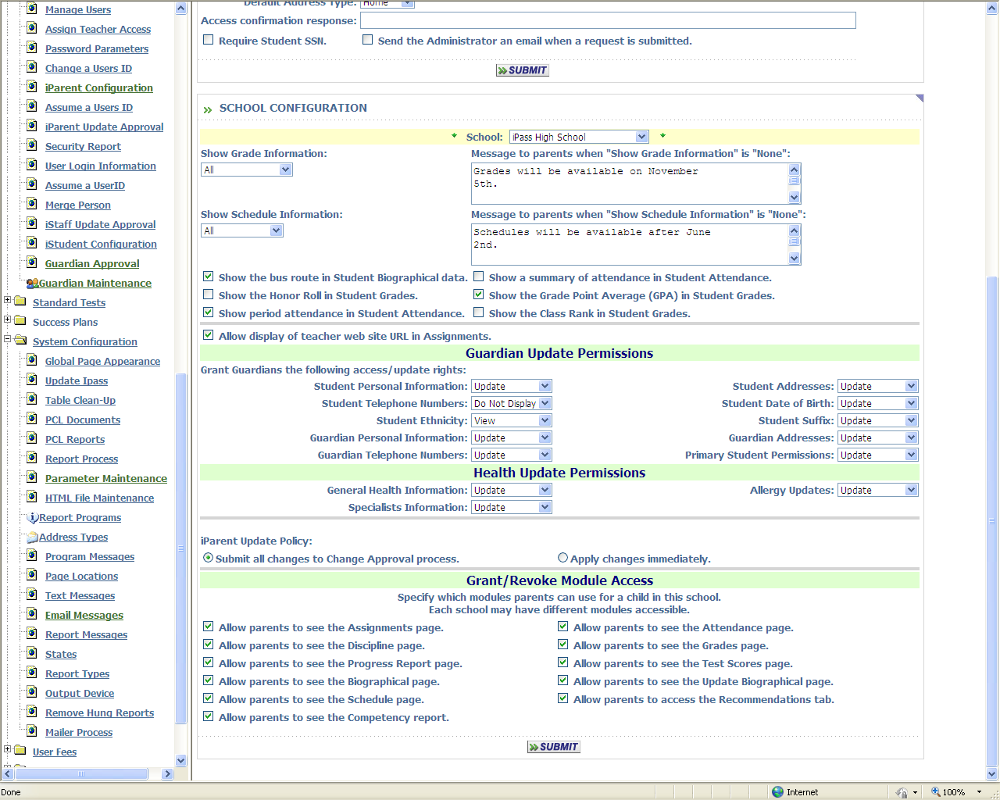 Manage Users
Assign Teacher Access
Password Parameters
Change a Users ID
iParent Configuration
Assume a Users ID
iParent Update Approval
Security Report
User Login Information
Assume a UserID
Merge Person
iStaff Update Approval
iStudent Configuration
Guardian Approval
Guardian Maintenance
Standard Tests
Success Plans
System Configuration
Global Page Appearance
Update Ipass
Table Clean-Up
PCL Documents
PCL Reports
Report Process
Parameter Maintenance
HTML File Maintenance
Report Programs
Address Types
Program Messages
Page Locations
Text Messages
Email Messages
Report Messages
States
Report Types
Output Device
Remove Hung Reports
Mailer Process
User Fees
Default Address Type: Home
Access confirmation response:
Require Student SSN. Send the Administrator an email when a request is submitted.
SUBMIT
SCHOOL CONFIGURATION
School: iPass High School
Show Grade Information: Message to parents when "Show Grade Information" is "None":
All Grades will be available on November
5th.
Show Schedule Information: Message to parents when "Show Schedule Information" is "None":
All Schedules will be available after June
2nd.
Show the bus route in Student Biographical data. Show a summary of attendance in Student Attendance.
Show the Honor Roll in Student Grades. Show the Grade Point Average (GPA) in Student Grades.
Show period attendance in Student Attendance. Show the Class Rank in Student Grades.
Allow display of teacher web site URL in Assignments.
Guardian Update Permissions
Grant Guardians the following access/update rights:
Student Personal Information: Update Student Addresses: Update
Student Telephone Numbers: Do Not Display Student Date of Birth: Update
Student Ethnicity: View Student Suffix: Update
Guardian Personal Information: Update Guardian Addresses: Update
Guardian Telephone Numbers: Update Primary Student Permissions: Update
Health Update Permissions
General Health Information: Update Allergy Updates: Update
Specialists Information: Update
iParent Update Policy:
Submit all changes to Change Approval process. Apply changes immediately.
Grant/Revoke Module Access
Specify which modules parents can use for a child in this school.
Each school may have different modules accessible.
Allow parents to see the Assignments page. Allow parents to see the Attendance page.
Allow parents to see the Discipline page. Allow parents to see the Grades page.
Allow parents to see the Progress Report page. Allow parents to see the Test Scores page.
Allow parents to see the Biographical page. Allow parents to see the Update Biographical page.
Allow parents to see the Schedule page. Allow parents to access the Recommendations tab.
Allow parents to see the Competency report.
SUBMIT
Done Internet 100%